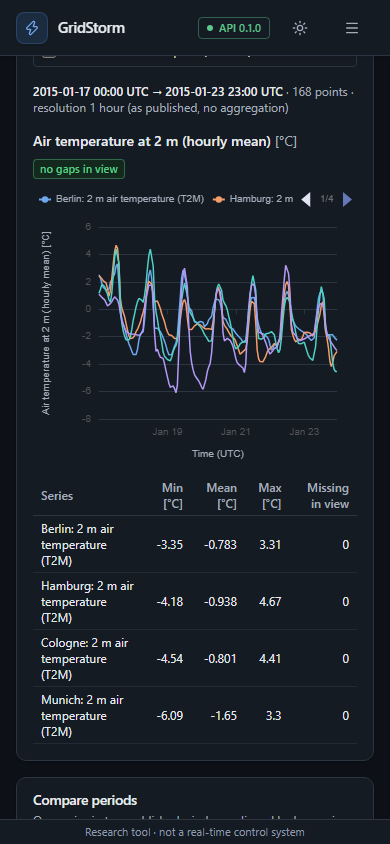 GridStorm
API 0.1.0
2015-01-17 00:00 UTC → 2015-01-23 23:00 UTC · 168 points ·
resolution 1 hour (as published, no aggregation)
Air temperature at 2 m (hourly mean) [°C]
no gaps in view
Berlin: 2 m air temperature (T2M)
Hamburg: 2 m
1/4
Air temperature at 2 m (hourly mean) [°C]
6
4
2
0
-2
-4
-6
-8
Jan 19
Jan 21
Jan 23
Time (UTC)
Series
Min
[°C]
Mean
[°C]
Max
[°C]
Missing
in view
Berlin: 2 m air
temperature
(T2M)
-3.35
-0.783
3.31
0
Hamburg: 2 m air
temperature
(T2M)
-4.18
-0.938
4.67
0
Cologne: 2 m air
temperature
(T2M)
-4.54
-0.801
4.41
0
Munich: 2 m air
temperature
(T2M)
-6.09
-1.65
3.3
0
Compare periods
Research tool · not a real-time control system